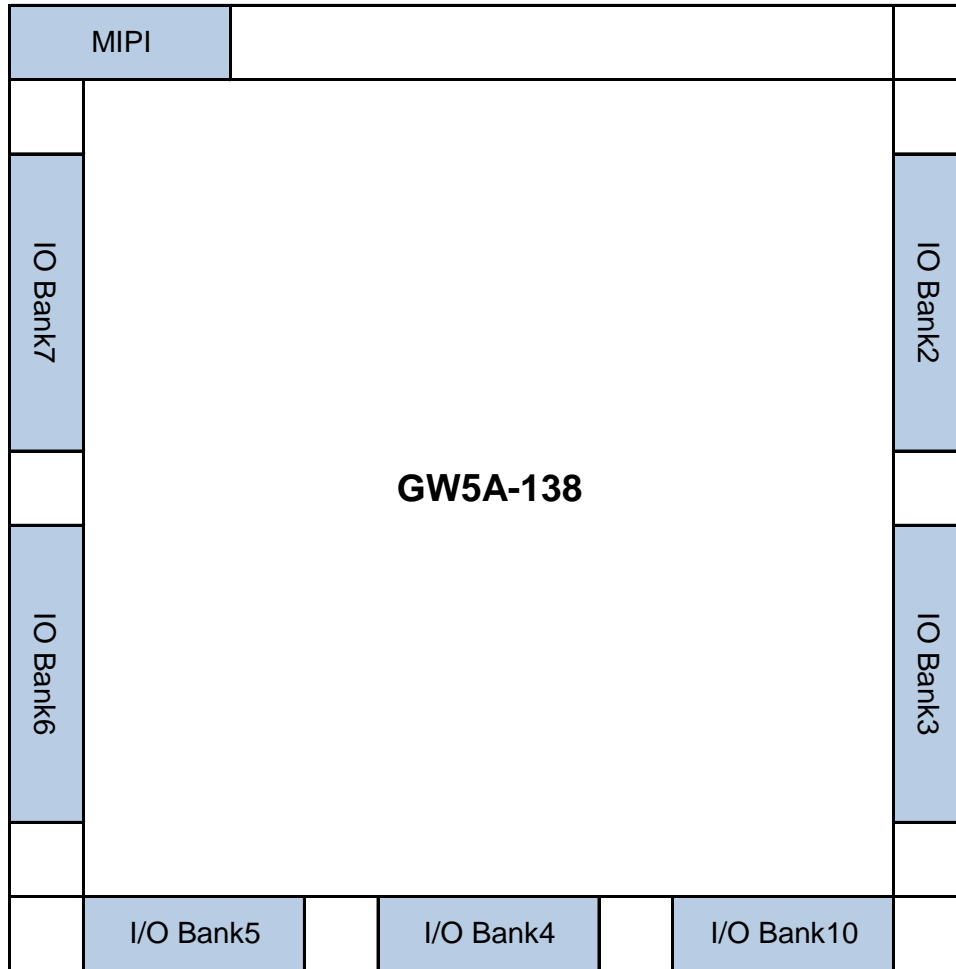 MIPI
IO Bank7
IO Bank2
GW5A-138
IO Bank6
IO Bank3
I/O Bank5
I/O Bank4
I/O Bank10